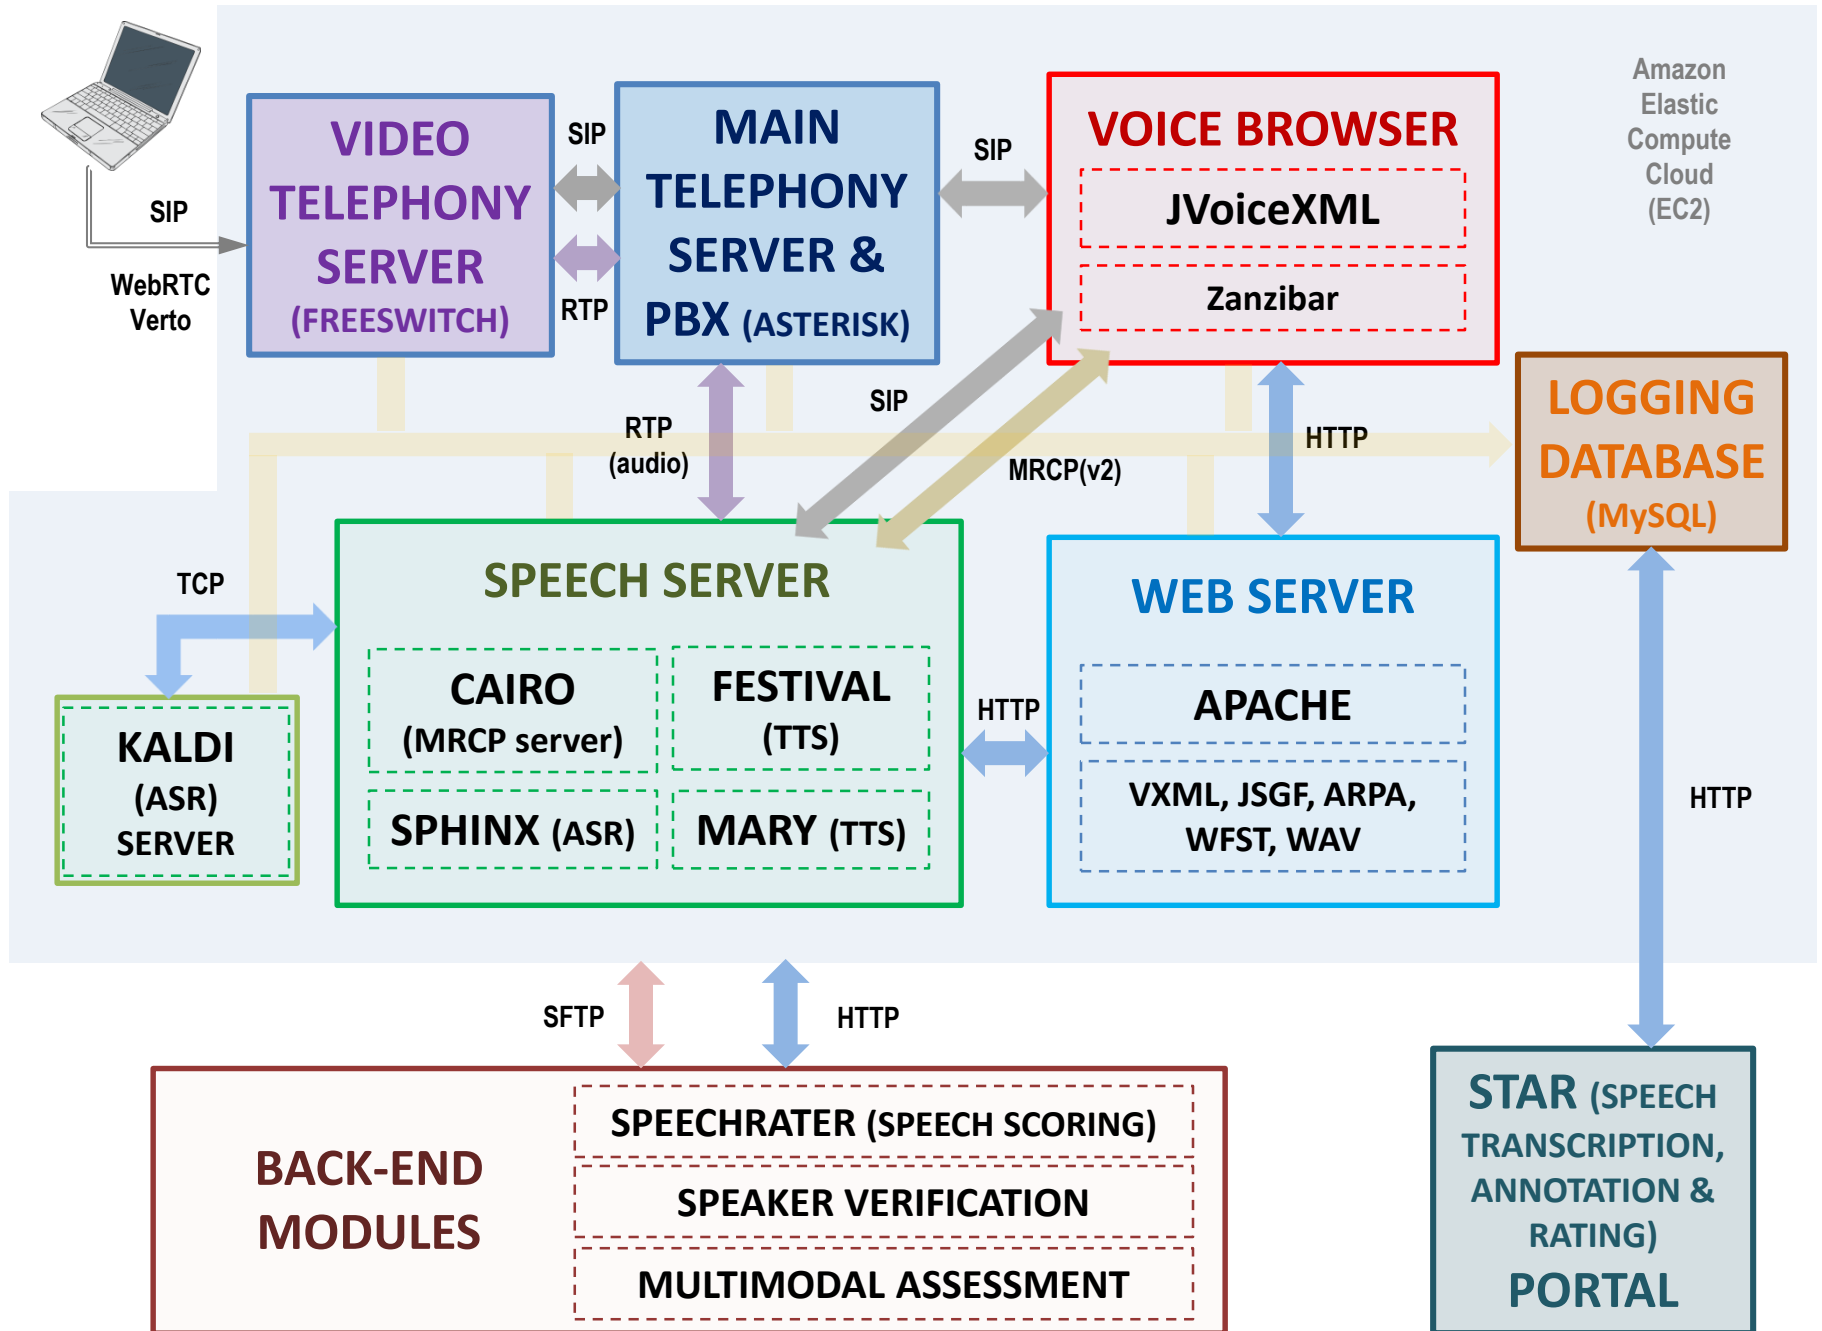 Amazon
Elastic
Compute
Cloud
(EC2)
SIP
WebRTC
Verto
VIDEO
TELEPHONY
SERVER
(FREESWITCH)
SIP
RTP
MAIN
TELEPHONY
SERVER &
PBX (ASTERISK)
SIP
VOICE BROWSER
JVoiceXML
Zanzibar
LOGGING
DATABASE
(MySQL)
RTP
(audio)
SIP
MRCP(v2)
HTTP
TCP
KALDI
(ASR)
SERVER
SPEECH SERVER
CAIRO
(MRCP server)
FESTIVAL
(TTS)
SPHINX (ASR)
MARY (TTS)
HTTP
WEB SERVER
APACHE
VXML, JSGF, ARPA,
WFST, WAV
HTTP
SFTP
HTTP
BACK-END
MODULES
SPEECHRATER (SPEECH SCORING)
SPEAKER VERIFICATION
MULTIMODAL ASSESSMENT
STAR (SPEECH
TRANSCRIPTION,
ANNOTATION &
RATING)
PORTAL